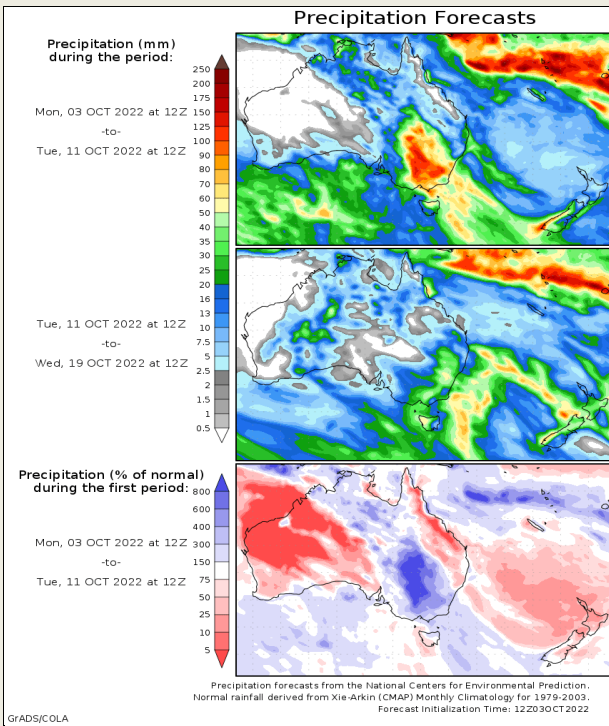 Precipitation Forecasts
Precipitation (mm)
during the period:
Mon, 03 OCT 2022 at 12Z
-to-
Tue, 11 OCT 2022 at 12Z
250
200
175
150
125
100
90
80
70
60
50
40
35
30
25
20
16
13
10
7.5
5
2.5
2
1.5
1
0.5
Tue, 11 OCT 2022 at 12Z
-to-
Wed, 19 OCT 2022 at 12Z
Precipitation (% of normal)
during the first period:
Mon, 03 OCT 2022 at 12Z
-to-
Tue, 11 OCT 2022 at 12Z
800
600
400
300
150
75
50
25
10
5
Precipitation forecasts from the National Centers for Environmental Prediction.
Normal rainfall derived from Xie-Arkin (CMAP) Monthly Climatology for 1979-2003.
Forecast Initialization Time: 12Z03OCT2022
GrADS/COLA